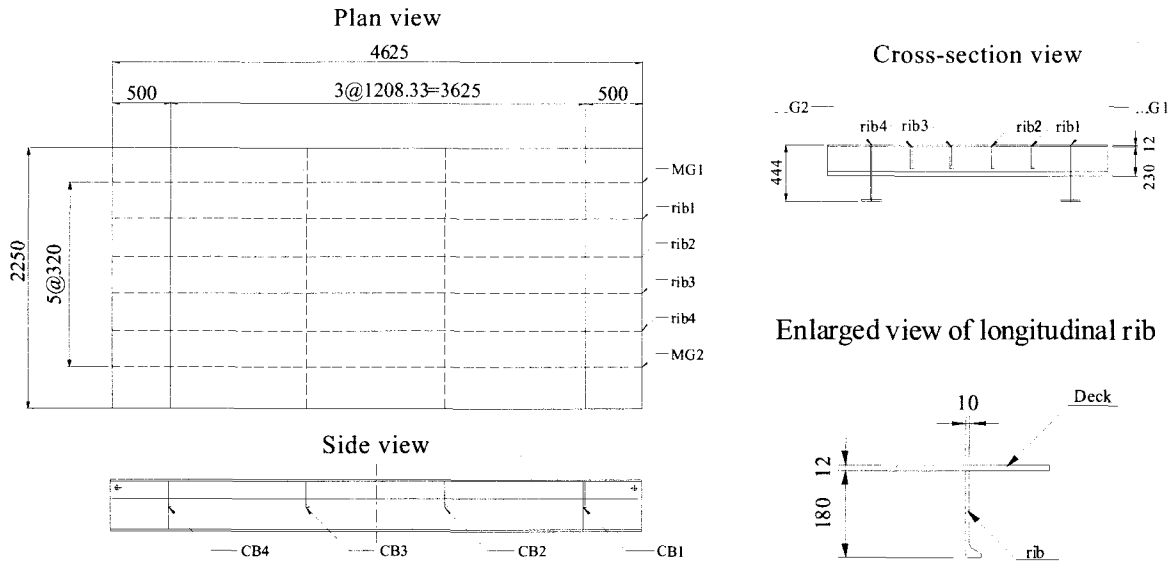 Plan view
4625
500
3@1208.33=3625
500
2250
5@320
MG1
rib1
rib2
rib3
rib4
MG2
Side view
CB4
CB3
CB2
CB1
Cross-section view
G2
G1
rib4
rib3
rib2
rib1
444
12
230
Enlarged view of longitudinal rib
10
Deck
12
180
rib